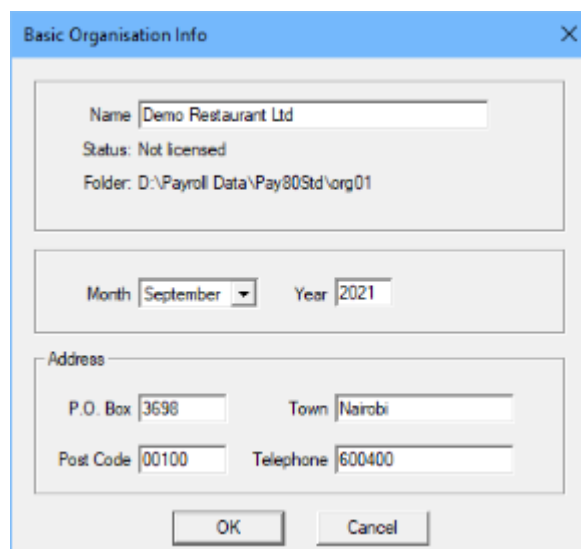 Basic Organisation Info
Name Demo Restaurant Ltd
Status: Not licensed
Folder: D:\Payroll Data\Pay80Std\org01
Month September Year 2021
Address
P.O. Box 3698 Town Nairobi
Post Code 00100 Telephone 600400
OK Cancel